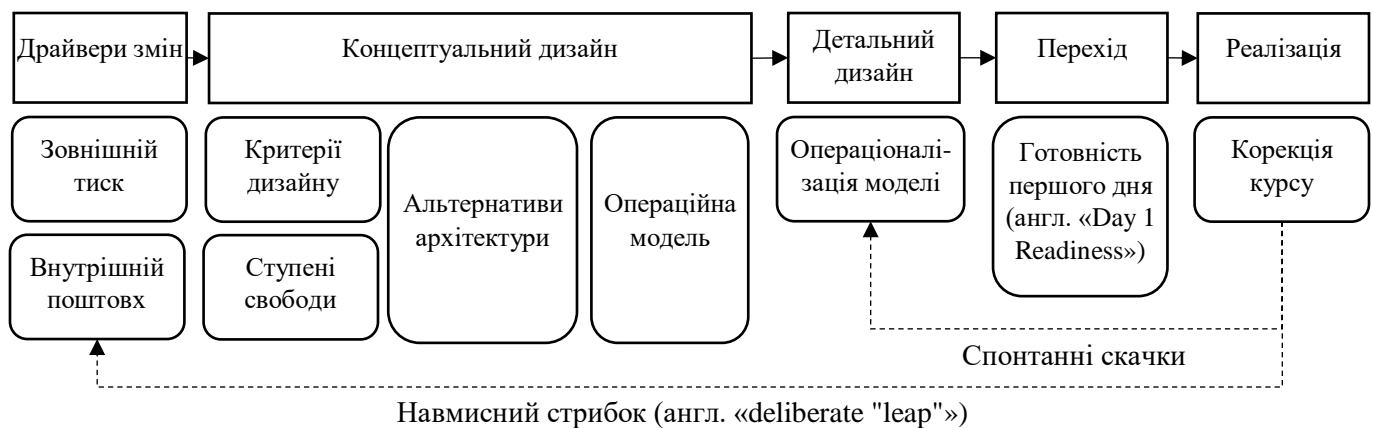 Драйвери змін
Концептуальний дизайн
Детальний
дизайн
Перехід
Реалізація
Зовнішній
тиск
Внутрішній
поштовх
Критерії
дизайну
Ступені
свободи
Альтернативи
архітектури
Операційна
модель
Операціоналі-
зація моделі
Готовність
першого дня
(англ. «Day 1
Readiness»)
Корекція
курсу
Спонтанні скачки
Навмисний стрибок (англ. «deliberate "leap"»)